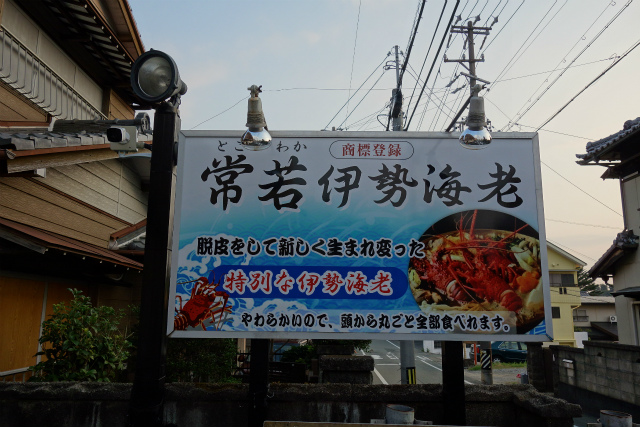 とこ わか
商標登録
常若伊勢海老
脱皮をして新しく生まれ変った
特別な伊勢海老
やわらかいので、頭から丸ごと全部食べれます。